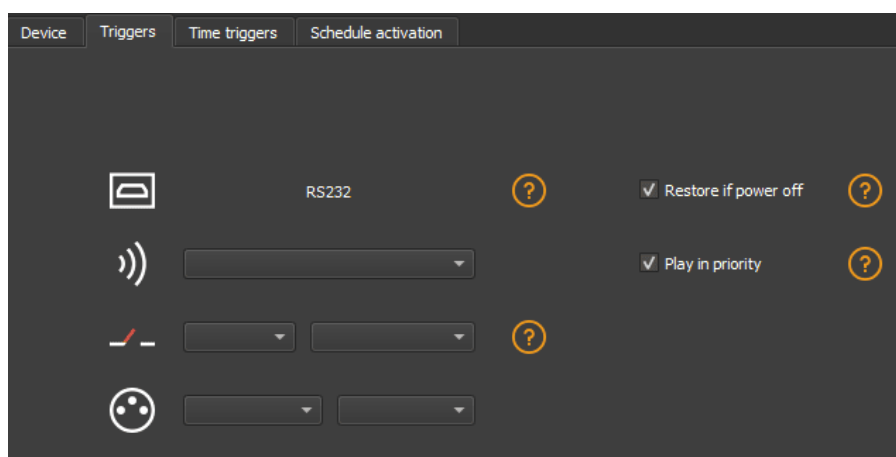 Device Triggers Time triggers Schedule activation
RS232 ? Restore if power off ?
Play in priority ?
?